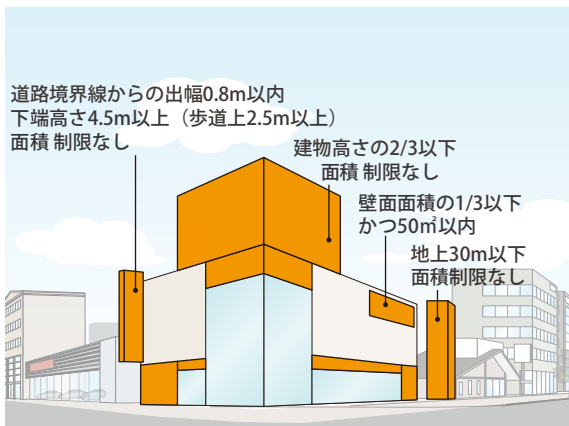 道路境界線からの出幅0.8m以内
下端高さ4.5m以上（歩道上2.5m以上）
面積 制限なし
建物高さの2/3以下
面積 制限なし
壁面面積の1/3以下
かつ50㎡以内
地上30m以下
面積制限なし